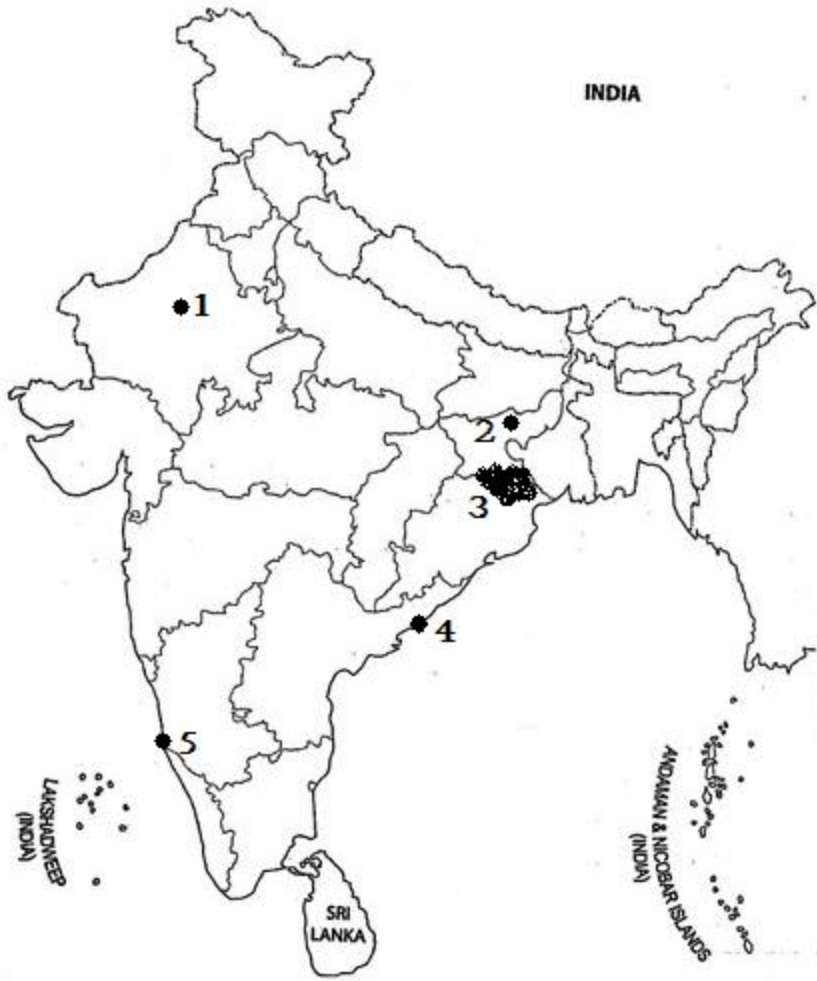 INDIA
1
2
3
4
5
LAKSHADWEEP
(INDIA)
ANDAMAN & NICOBAR ISLANDS
(INDIA)
SRI
LANKA